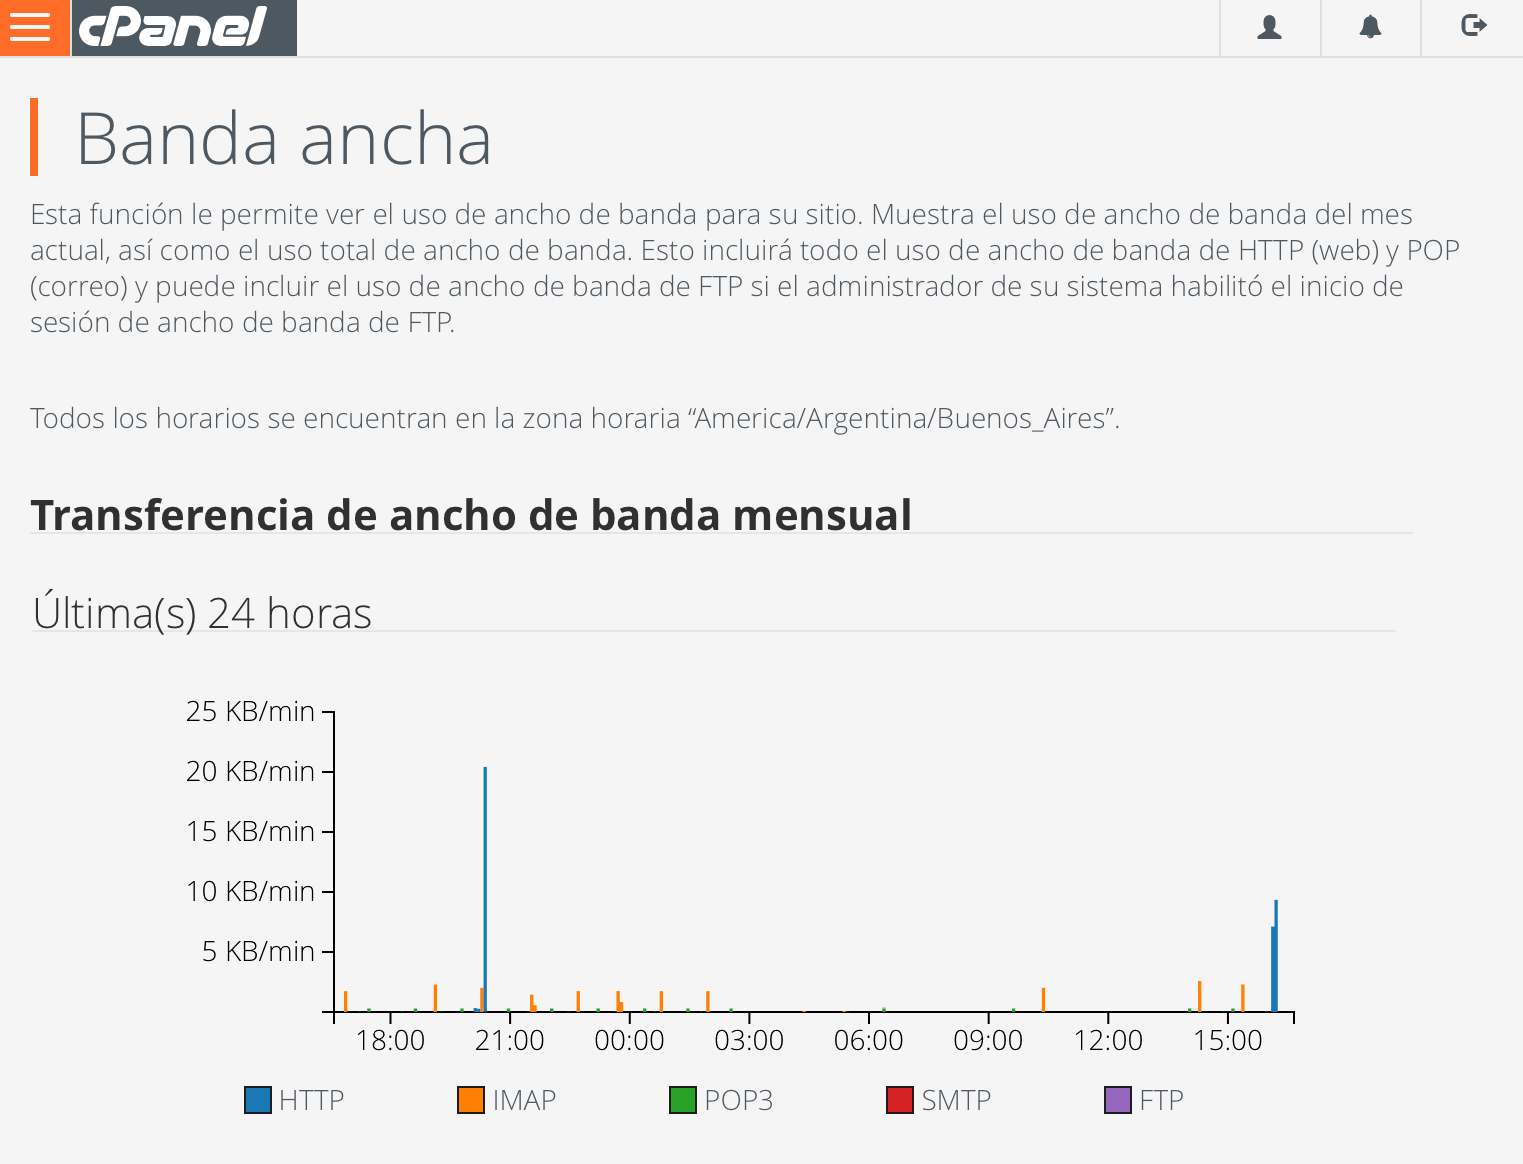 cPanel
Banda ancha
Esta función le permite ver el uso de ancho de banda para su sitio. Muestra el uso de ancho de banda del mes
actual, así como el uso total de ancho de banda. Esto incluirá todo el uso de ancho de banda de HTTP (web) y POP
(correo) y puede incluir el uso de ancho de banda de FTP si el administrador de su sistema habilitó el inicio de
sesión de ancho de banda de FTP.
Todos los horarios se encuentran en la zona horaria “America/Argentina/Buenos_Aires”.
Transferencia de ancho de banda mensual
Última(s) 24 horas
25 KB/min
20 KB/min
15 KB/min
10 KB/min
5 KB/min
18:00 21:00 00:00 03:00 06:00 09:00 12:00 15:00
HTTP IMAP POP3 SMTP FTP